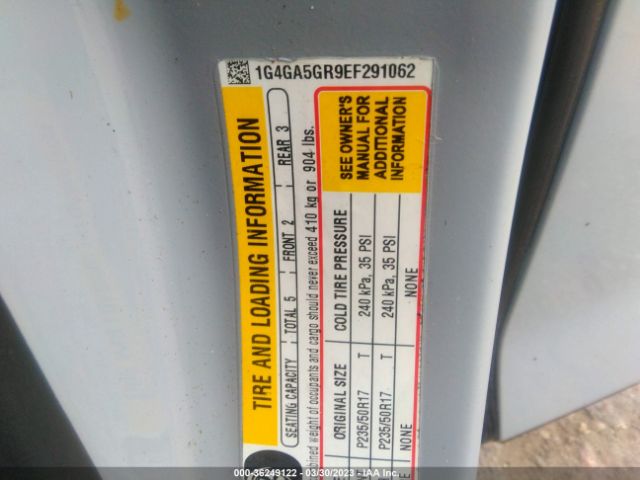 1G4GA5GR9EF291062
TIRE AND LOADING INFORMATION
SEATING CAPACITY TOTAL 5 FRONT 2 REAR 3
weight of occupants and cargo should never exceed 410 kg or 904 lbs.
ORIGINAL SIZE COLD TIRE PRESSURE
P235/50R17 T 240 kPa, 35 PSI
P235/50R17 T 240 kPa, 35 PSI
NONE NONE
SEE OWNER'S
MANUAL FOR
ADDITIONAL
INFORMATION
000-36249122 - 03/30/2023 - IAA Inc.